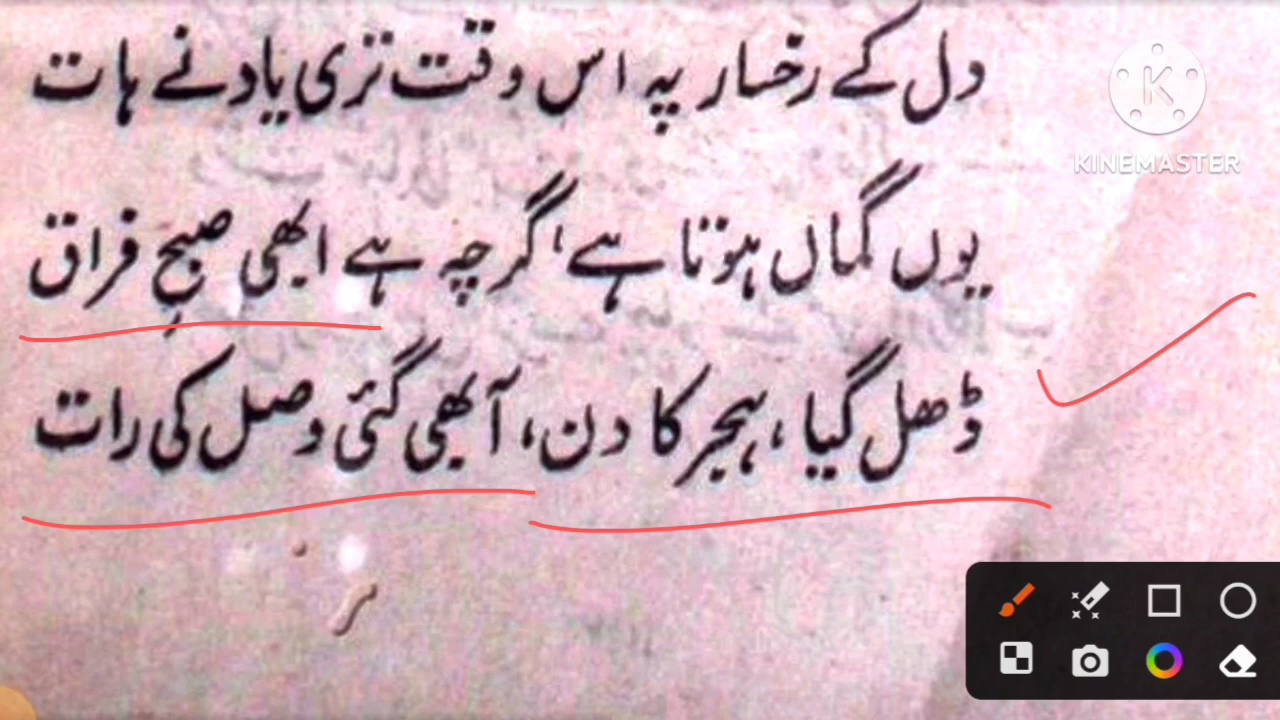 دل کے رخسار پہ اس وقت تری یاد نے ہات
یوں گماں ہوتا ہے، گرچہ ہے ابھی صبحِ فراق
ڈھل گیا، ہجر کا دن، آبھی گئی وصل کی رات
KINEMASTER